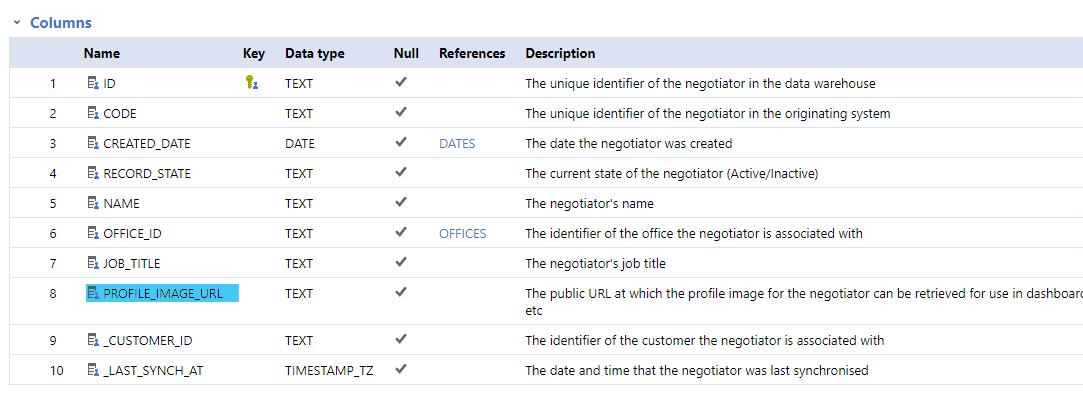 Columns
Name Key Data type Null References Description
1 ID TEXT The unique identifier of the negotiator in the data warehouse
2 CODE TEXT The unique identifier of the negotiator in the originating system
3 CREATED_DATE DATE DATES The date the negotiator was created
4 RECORD_STATE TEXT The current state of the negotiator (Active/Inactive)
5 NAME TEXT The negotiator's name
6 OFFICE_ID TEXT OFFICES The identifier of the office the negotiator is associated with
7 JOB_TITLE TEXT The negotiator's job title
8 PROFILE_IMAGE_URL TEXT The public URL at which the profile image for the negotiator can be retrieved for use in dashboard
etc
9 _CUSTOMER_ID TEXT The identifier of the customer the negotiator is associated with
10 _LAST_SYNCH_AT TIMESTAMP_TZ The date and time that the negotiator was last synchronised